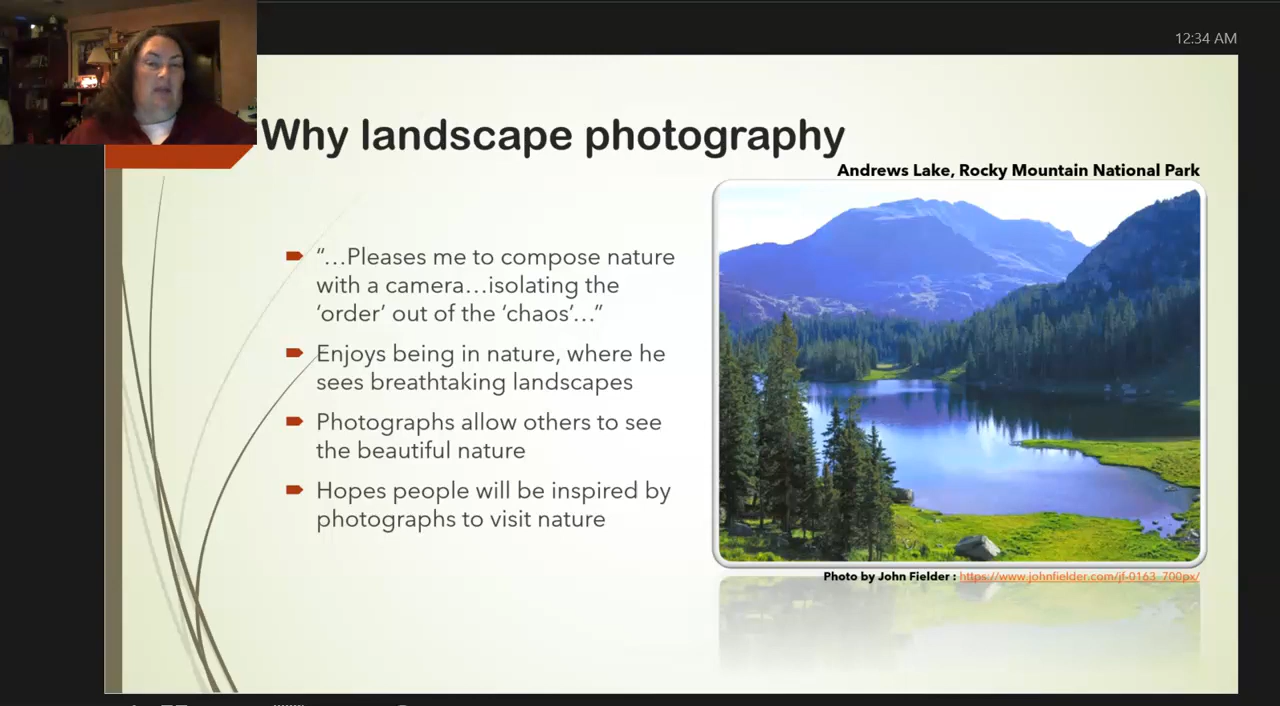 12:34 AM
Why landscape photography
Andrews Lake, Rocky Mountain National Park
“…Pleases me to compose nature
with a camera…isolating the
‘order’ out of the ‘chaos’…”
Enjoys being in nature, where he
sees breathtaking landscapes
Photographs allow others to see
the beautiful nature
Hopes people will be inspired by
photographs to visit nature
Photo by John Fielder : https://www.johnfielder.com/jf-0163_700px/